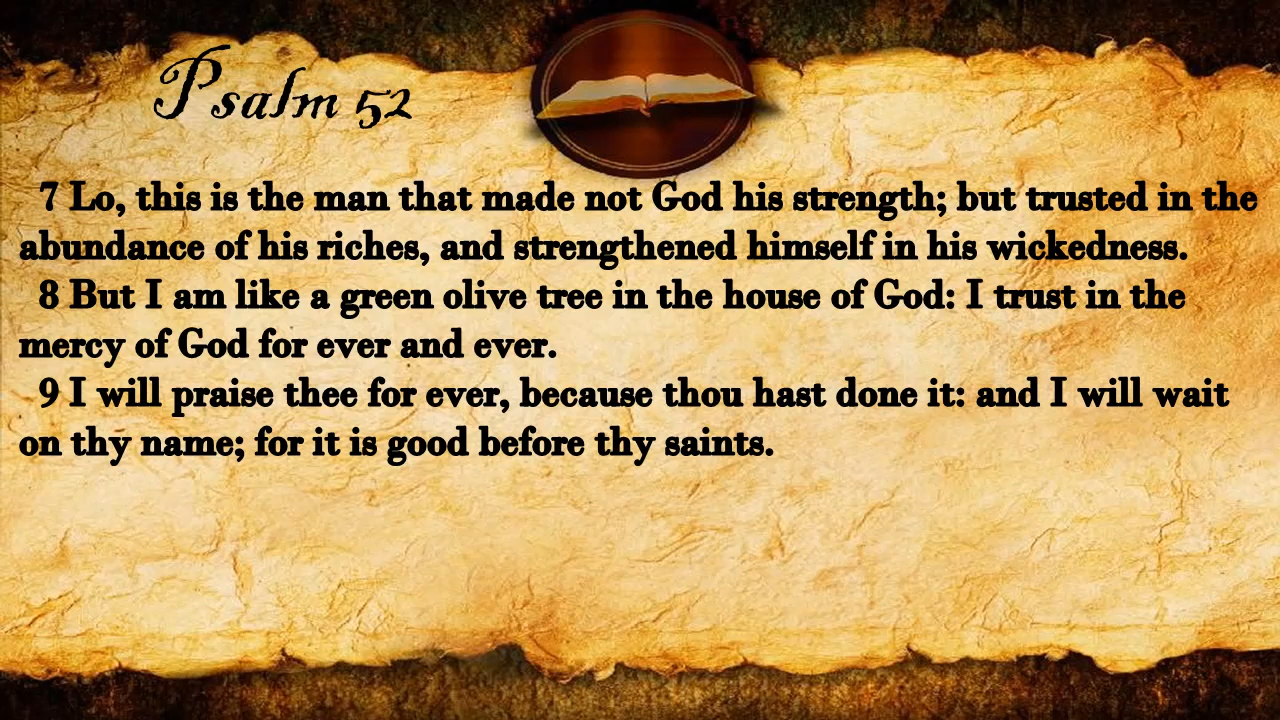 Psalm 52
7 Lo, this is the man that made not God his strength; but trusted in the
abundance of his riches, and strengthened himself in his wickedness.
8 But I am like a green olive tree in the house of God: I trust in the
mercy of God for ever and ever.
9 I will praise thee for ever, because thou hast done it: and I will wait
on thy name; for it is good before thy saints.